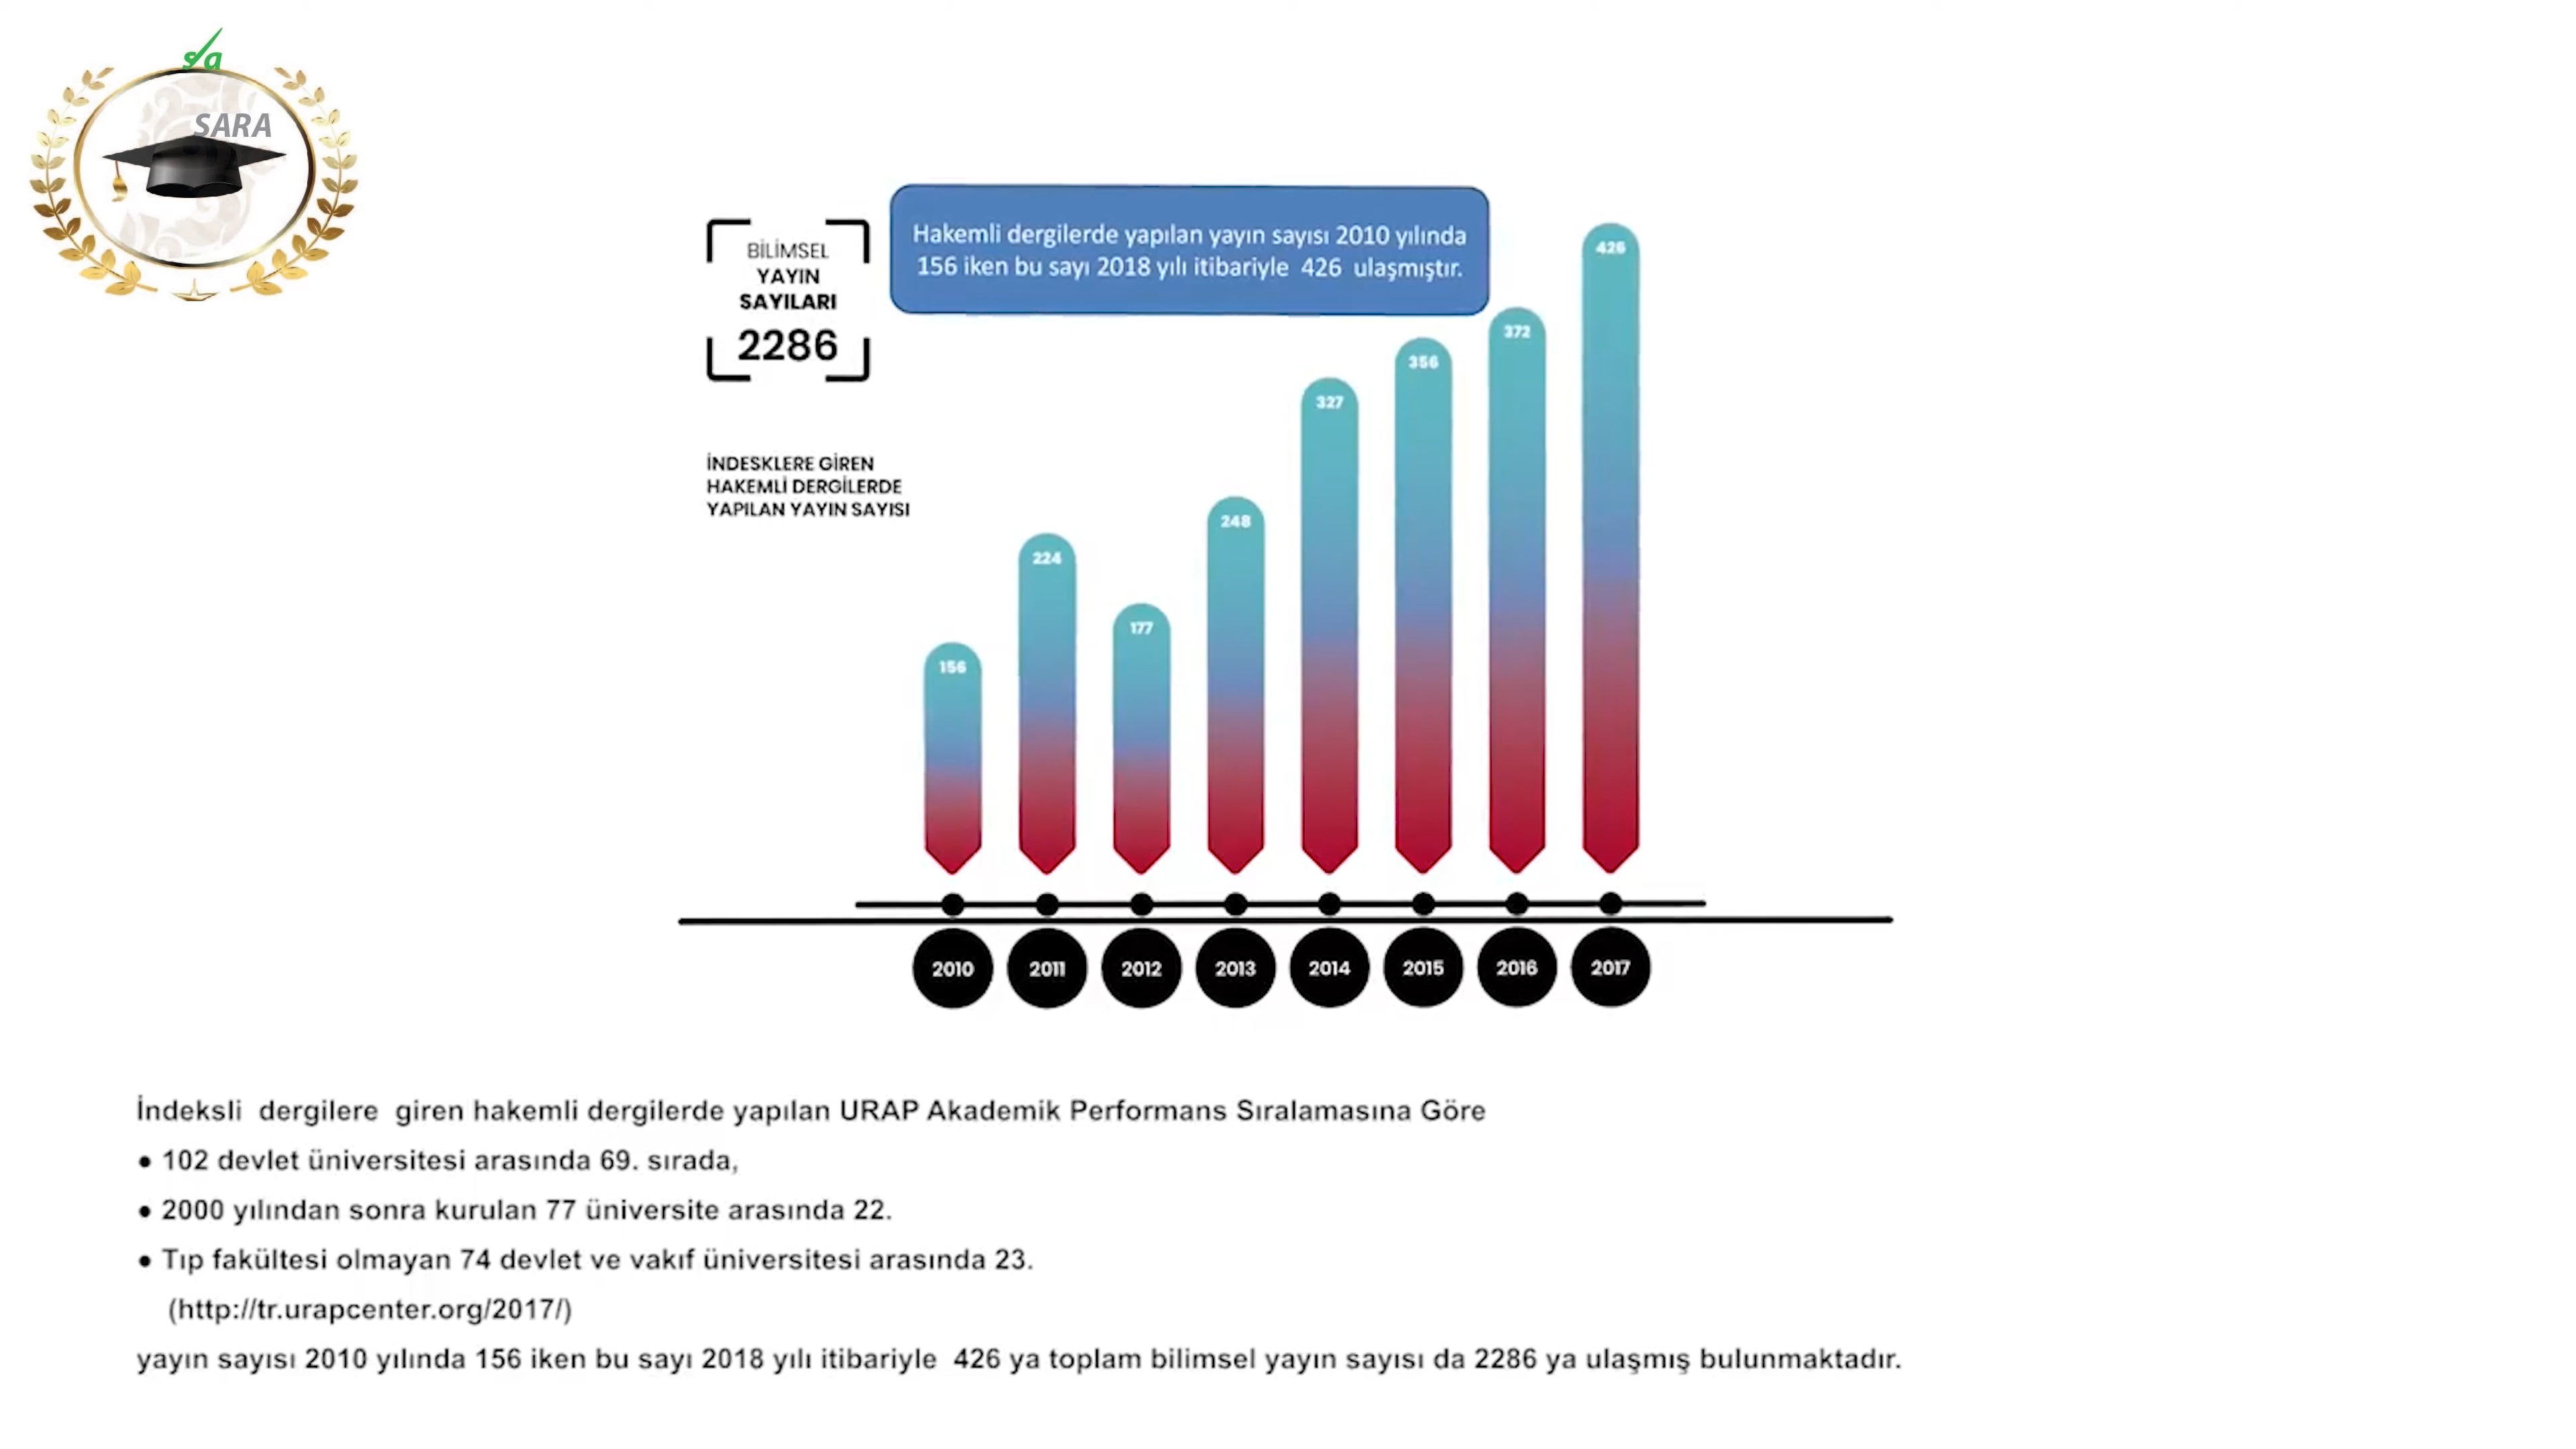 sa
SARA
BİLİMSEL
YAYIN
SAYILARI
2286
Hakemli dergilerde yapılan yayın sayısı 2010 yılında
156 iken bu sayı 2018 yılı itibariyle 426 ulaşmıştır.
İNDESKLERE GİREN
HAKEMLİ DERGİLERDE
YAPILAN YAYIN SAYISI
156
224
177
248
327
356
372
426
2010
2011
2012
2013
2014
2015
2016
2017
İndeksli dergilere giren hakemli dergilerde yapılan URAP Akademik Performans Sıralamasına Göre
● 102 devlet üniversitesi arasında 69. sırada,
● 2000 yılından sonra kurulan 77 üniversite arasında 22.
● Tıp fakültesi olmayan 74 devlet ve vakıf üniversitesi arasında 23.
(http://tr.urapcenter.org/2017/)
yayın sayısı 2010 yılında 156 iken bu sayı 2018 yılı itibariyle 426 ya toplam bilimsel yayın sayısı da 2286 ya ulaşmış bulunmaktadır.